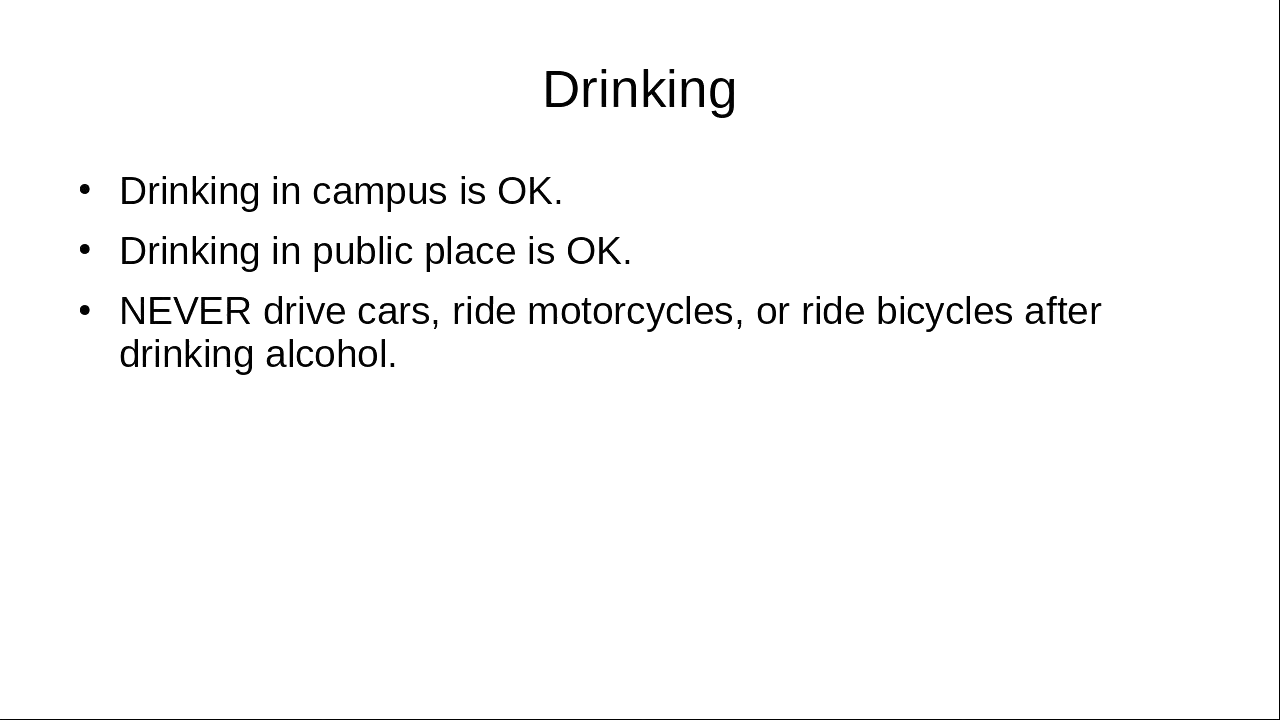 Drinking
• Drinking in campus is OK.
• Drinking in public place is OK.
• NEVER drive cars, ride motorcycles, or ride bicycles after
drinking alcohol.